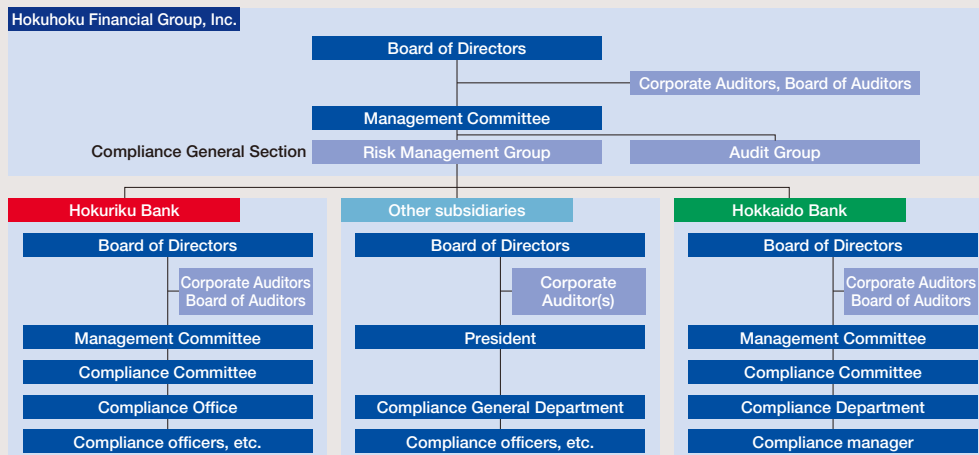 Hokuhoku Financial Group, Inc.
Board of Directors
Corporate Auditors, Board of Auditors
Management Committee
Compliance General Section
Risk Management Group
Audit Group
Hokuriku Bank
Board of Directors
Corporate Auditors
Board of Auditors
Management Committee
Compliance Committee
Compliance Office
Compliance officers, etc.
Other subsidiaries
Board of Directors
Corporate
Auditor(s)
President
Compliance General Department
Compliance officers, etc.
Hokkaido Bank
Board of Directors
Corporate Auditors
Board of Auditors
Management Committee
Compliance Committee
Compliance Department
Compliance manager